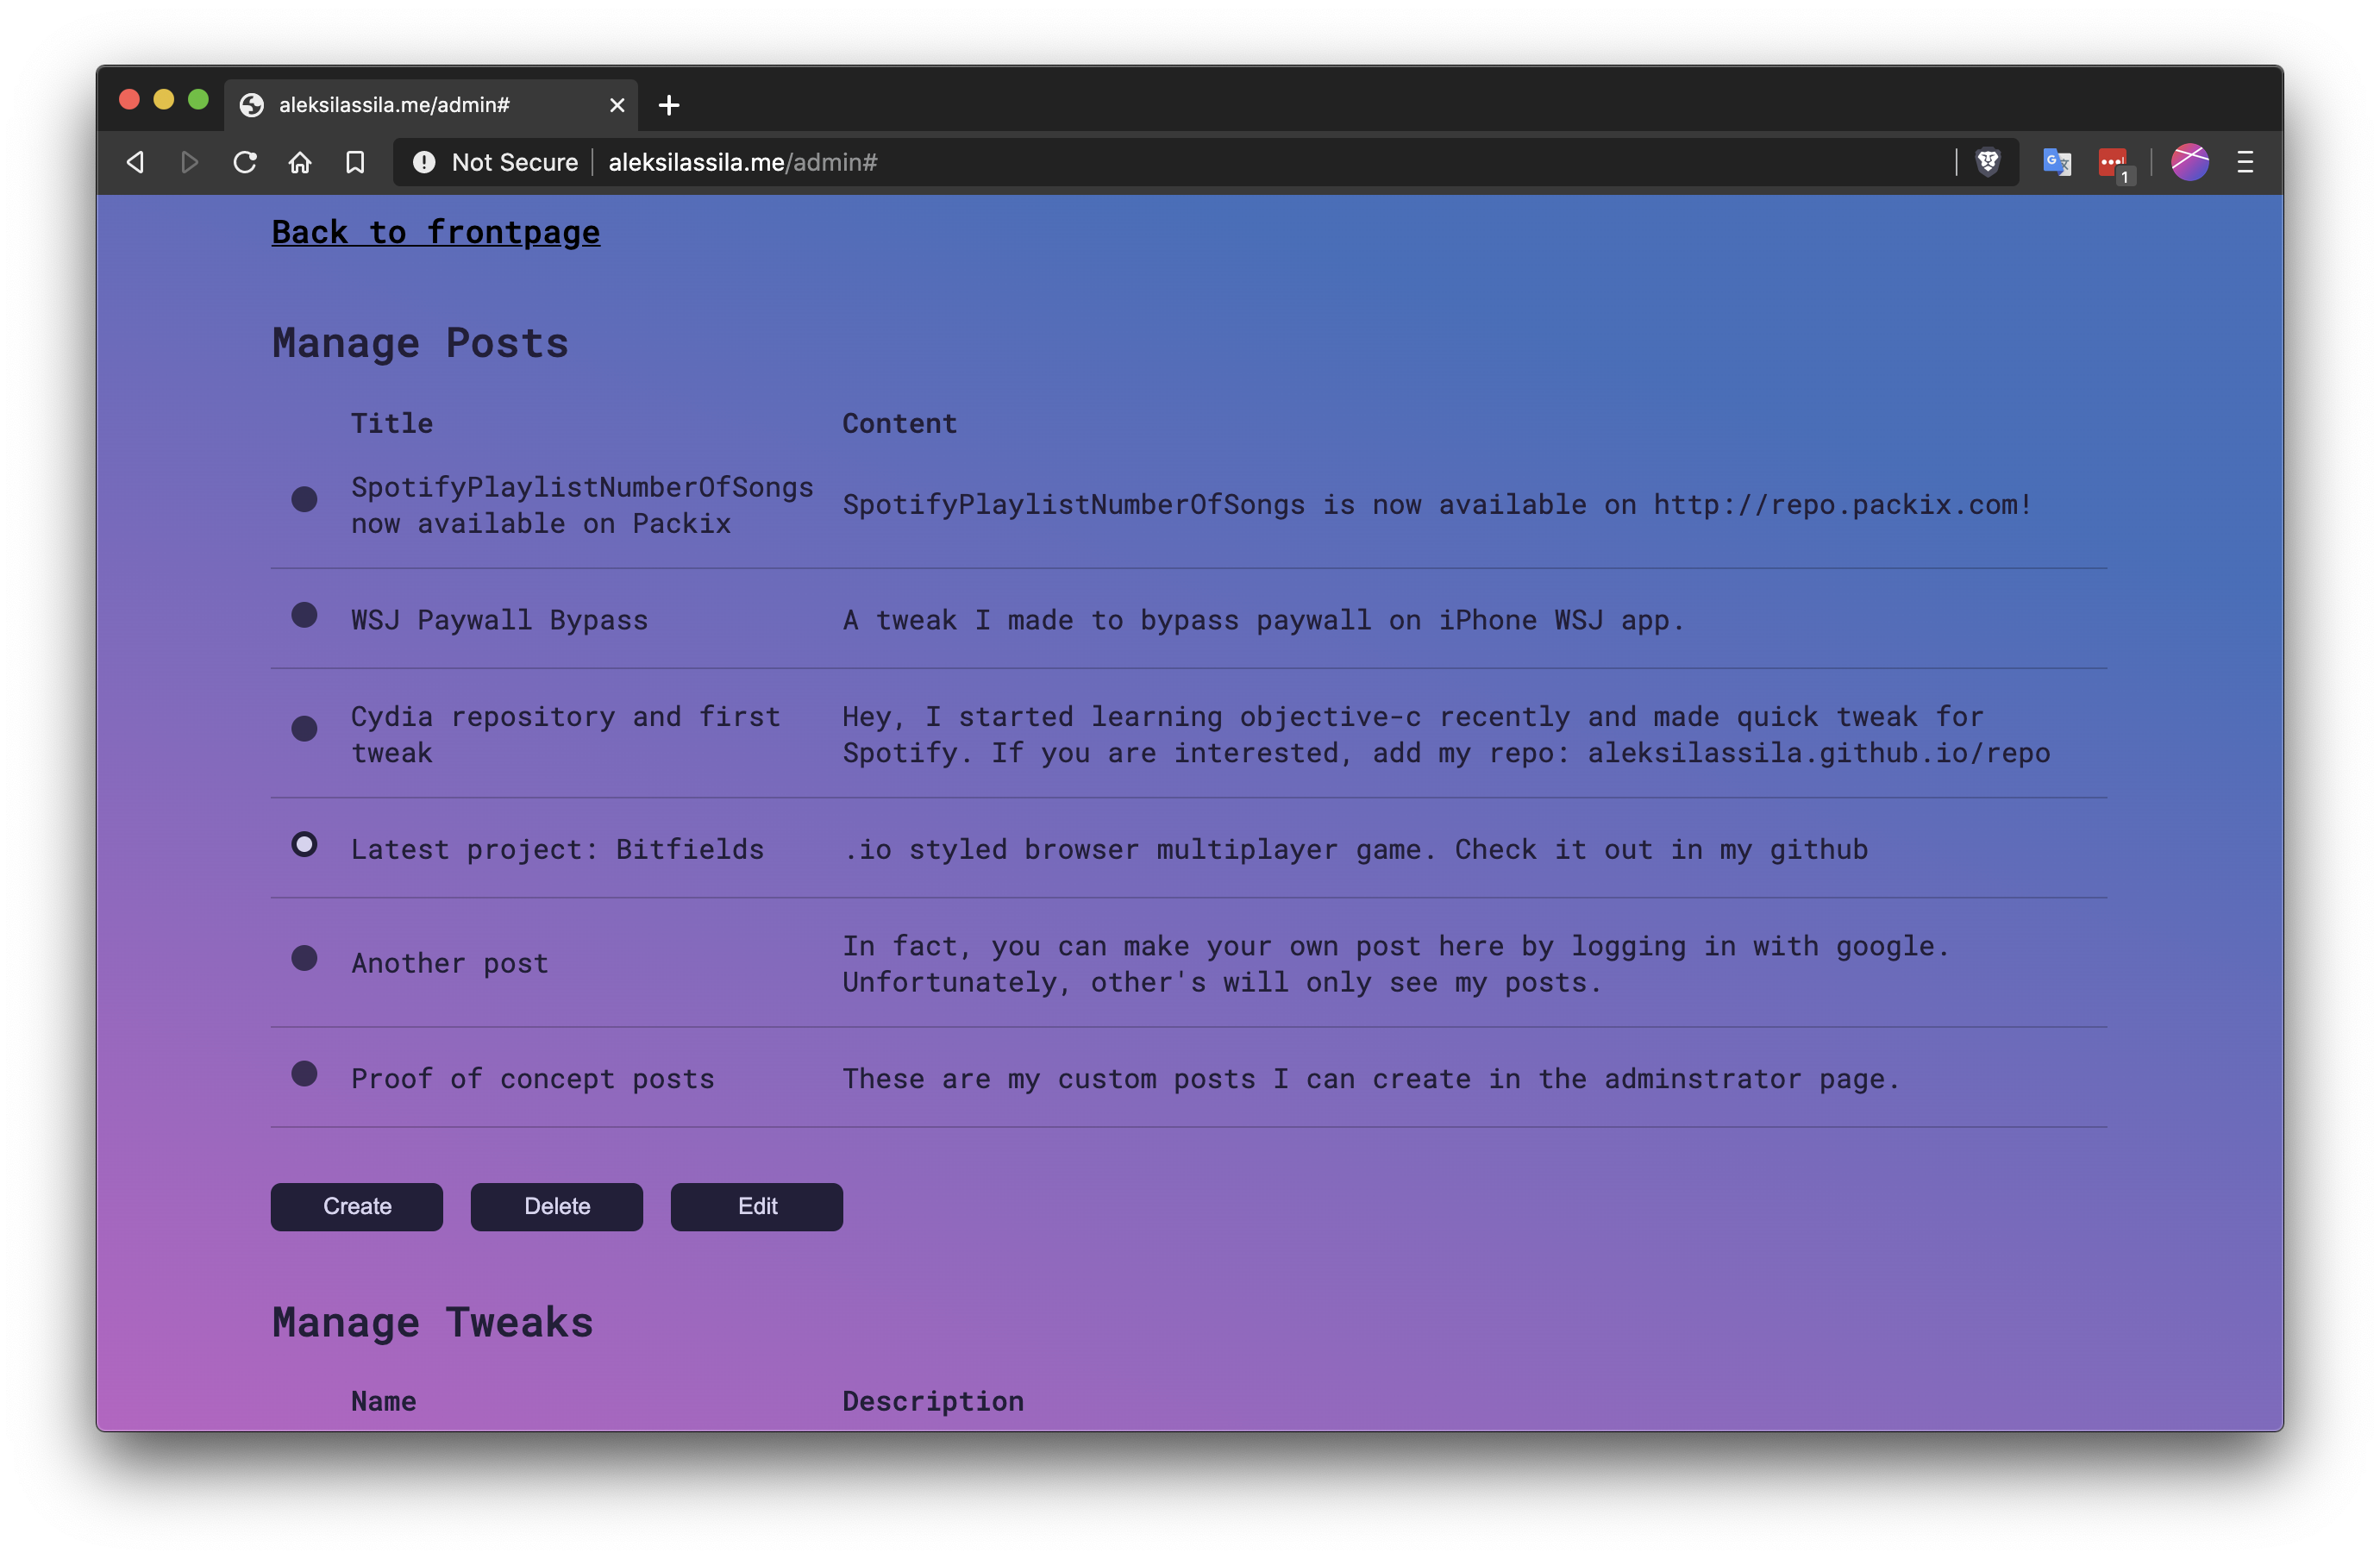 aleksilassila.me/admin#
Not Secure
aleksilassila.me/admin#
1
Back to frontpage
Manage Posts
Title Content
SpotifyPlaylistNumberOfSongs
now available on Packix
SpotifyPlaylistNumberOfSongs is now available on http://repo.packix.com!
WSJ Paywall Bypass
A tweak I made to bypass paywall on iPhone WSJ app.
Cydia repository and first
tweak
Hey, I started learning objective-c recently and made quick tweak for
Spotify. If you are interested, add my repo: aleksilassila.github.io/repo
Latest project: Bitfields
.io styled browser multiplayer game. Check it out in my github
Another post
In fact, you can make your own post here by logging in with google.
Unfortunately, other's will only see my posts.
Proof of concept posts
These are my custom posts I can create in the adminstrator page.
Create Delete Edit
Manage Tweaks
Name Description